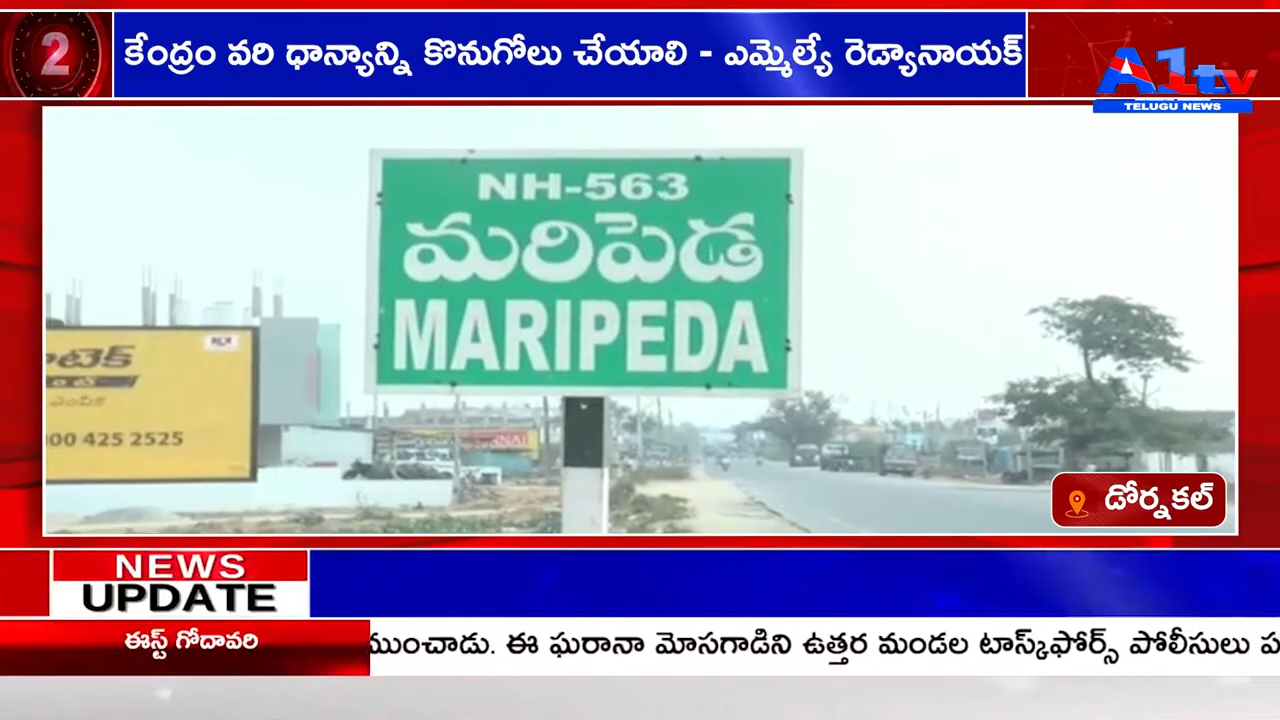 2
కేంద్రం వరి ధాన్యాన్ని కొనుగోలు చేయాలి - ఎమ్మెల్యే రెడ్యానాయక్
A1tv
TELUGU NEWS
NH-563
మరిపెడ
MARIPEDA
425 2525
డోర్నకల్
NEWS
UPDATE
ఈస్ట్ గోదావరి
ముంచాడు. ఈ ఘరానా మోసగాడిని ఉత్తర మండల టాస్క్‌ఫోర్స్ పోలీసులు ప